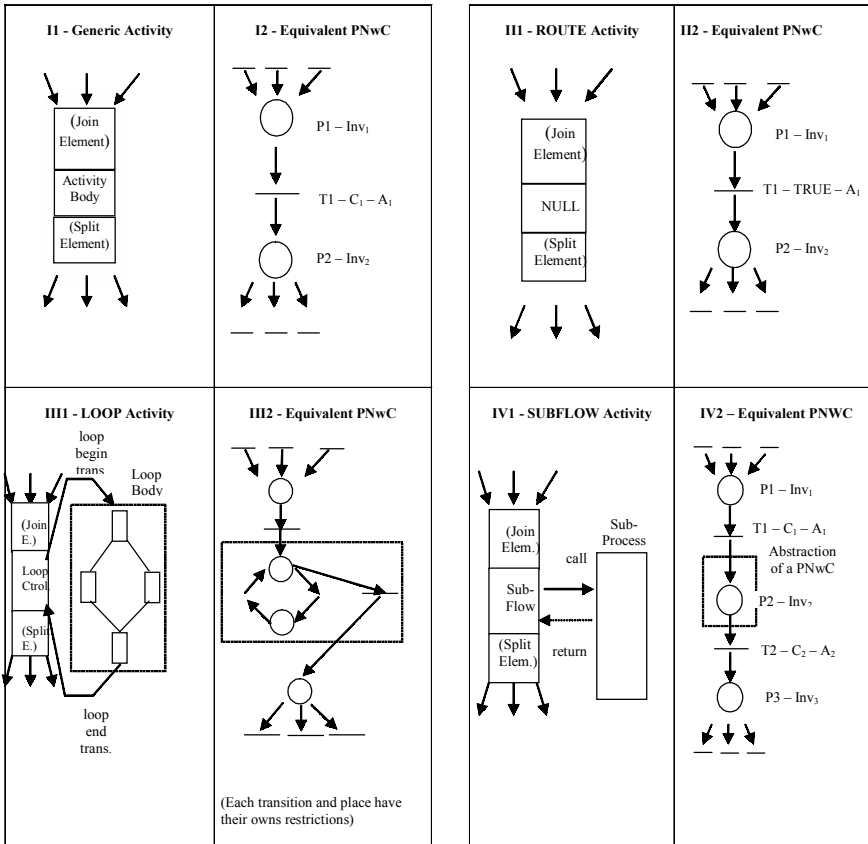 I1 - Generic Activity
(Join
Element)
Activity
Body
(Split
Element)
I2 - Equivalent PNwC
P1 – Inv₁
T1 – C₁ – A₁
P2 – Inv₂
II1 - ROUTE Activity
(Join
Element)
NULL
(Split
Element)
II2 - Equivalent PNwC
P1 – Inv₁
T1 – TRUE – A₁
P2 – Inv₂
III1 - LOOP Activity
loop
begin
trans
Loop
Body
(Join
E.)
Loop
Ctrol.
(Split
E.)
loop
end
trans.
III2 - Equivalent PNwC
(Each transition and place have
their owns restrictions)
IV1 - SUBFLOW Activity
(Join
Elem.)
Sub-
Flow
(Split
Elem.)
call
return
Sub-
Process
IV2 – Equivalent PNWC
P1 – Inv₁
T1 – C₁ – A₁
Abstraction
of a PNwC
P2 – Inv₂
T2 – C₂ – A₂
P3 – Inv₃